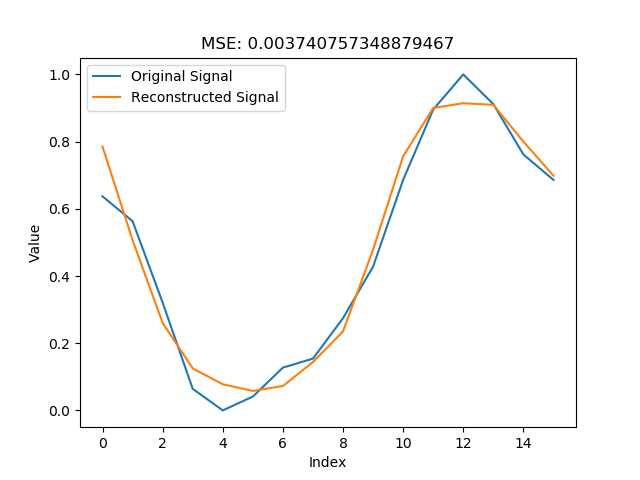 MSE: 0.003740757348879467
Original Signal
Reconstructed Signal
1.0
0.8
0.6
0.4
0.2
0.0
Value
0 2 4 6 8 10 12 14
Index